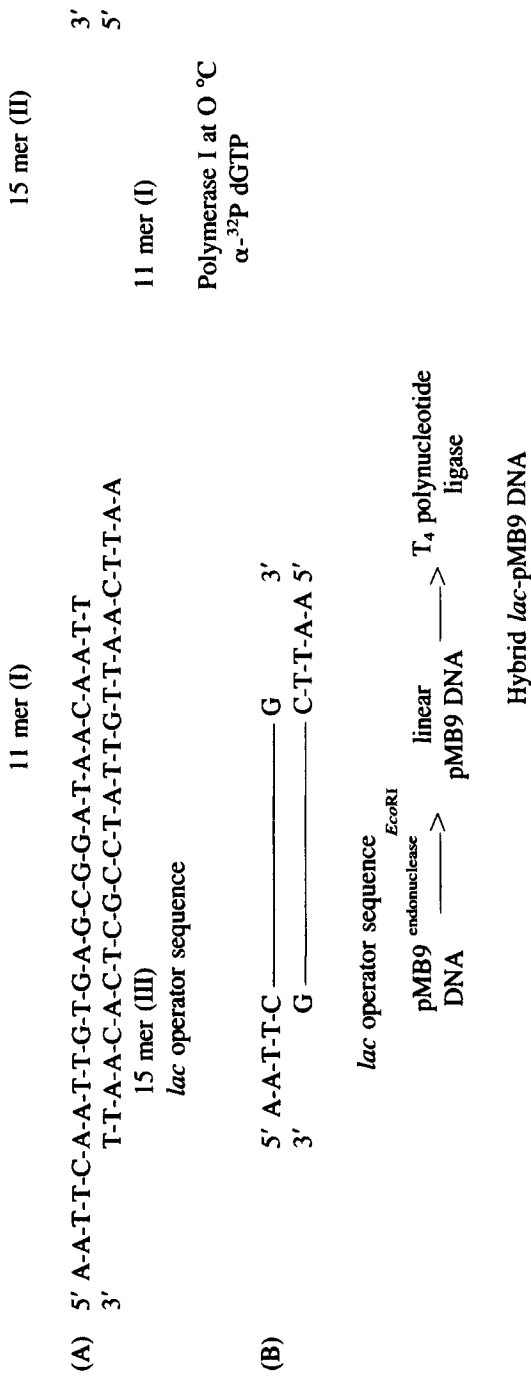 11 mer (I) 15 mer (II)
(A) 5′ A-A-T-T-C-A-A-T-T-G-T-G-A-G-C-G-G-A-T-A-A-C-A-A-T-T 3′
3′ T-T-A-A-C-A-C-T-C-G-C-C-T-A-T-T-G-T-T-A-A-C-T-T-A-A 5′
15 mer (III) 11 mer (I)
lac operator sequence
Polymerase I at O °C
α-³²P dGTP
(B) 5′ A-A-T-T-C G 3′
3′ G C-T-T-A-A 5′
lac operator sequence
EcoRI
pMB9 endonuclease linear T₄ polynucleotide
DNA pMB9 DNA ligase
Hybrid lac-pMB9 DNA